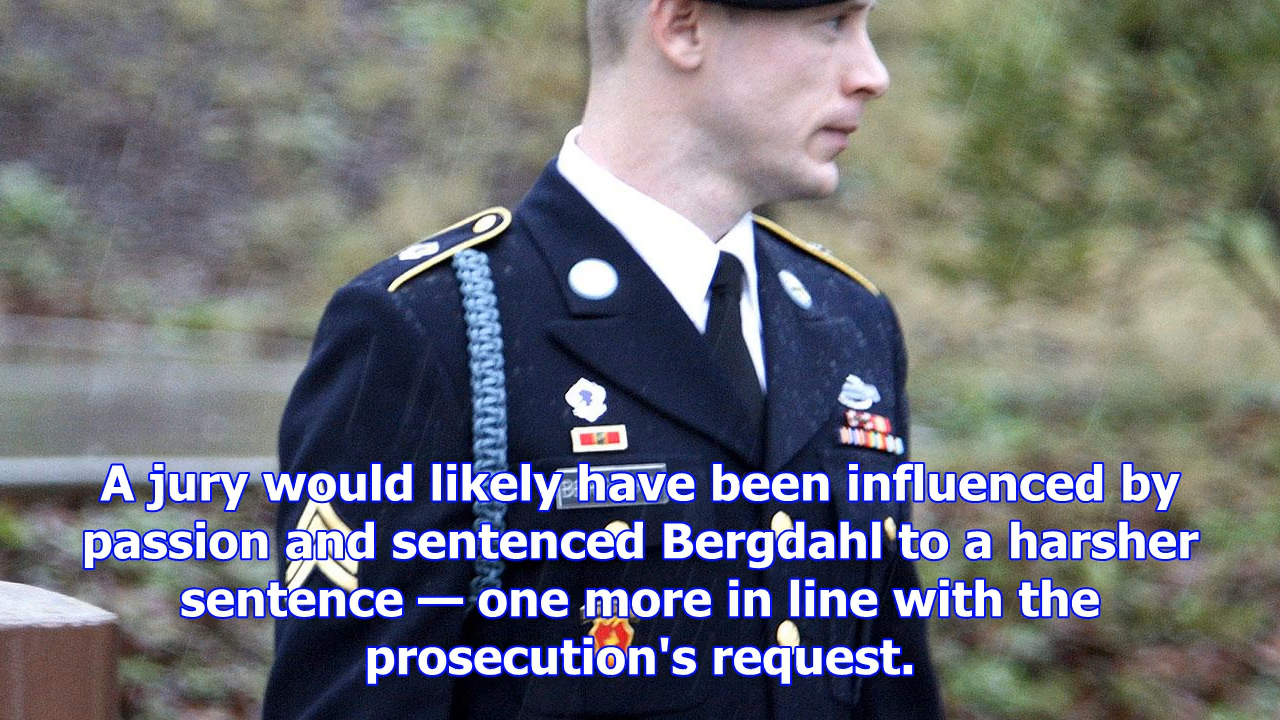 A jury would likely have been influenced by
passion and sentenced Bergdahl to a harsher
sentence — one more in line with the
prosecution's request.